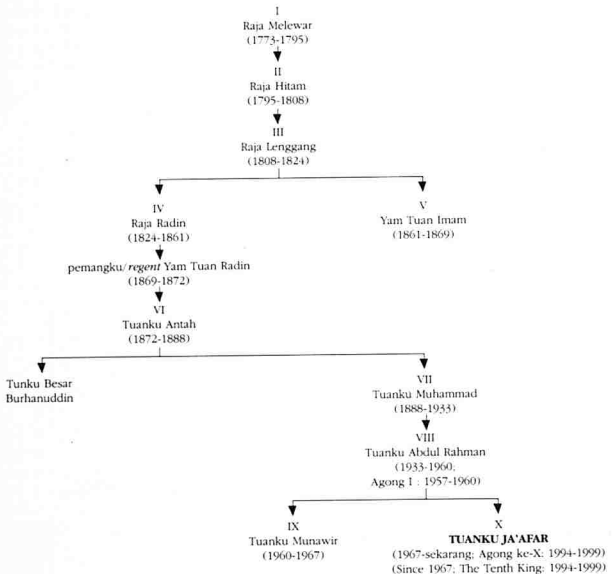 I
Raja Melewar
(1773-1795)
II
Raja Hitam
(1795-1808)
III
Raja Lenggang
(1808-1824)
IV
Raja Radin
(1824-1861)
V
Yam Tuan Imam
(1861-1869)
pemangku/regent Yam Tuan Radin
(1869-1872)
VI
Tuanku Antah
(1872-1888)
Tunku Besar
Burhanuddin
VII
Tuanku Muhammad
(1888-1933)
VIII
Tuanku Abdul Rahman
(1933-1960;
Agong I : 1957-1960)
IX
Tuanku Munawir
(1960-1967)
X
TUANKU JA'AFAR
(1967-sekarang; Agong ke-X: 1994-1999)
(Since 1967; The Tenth King: 1994-1999)